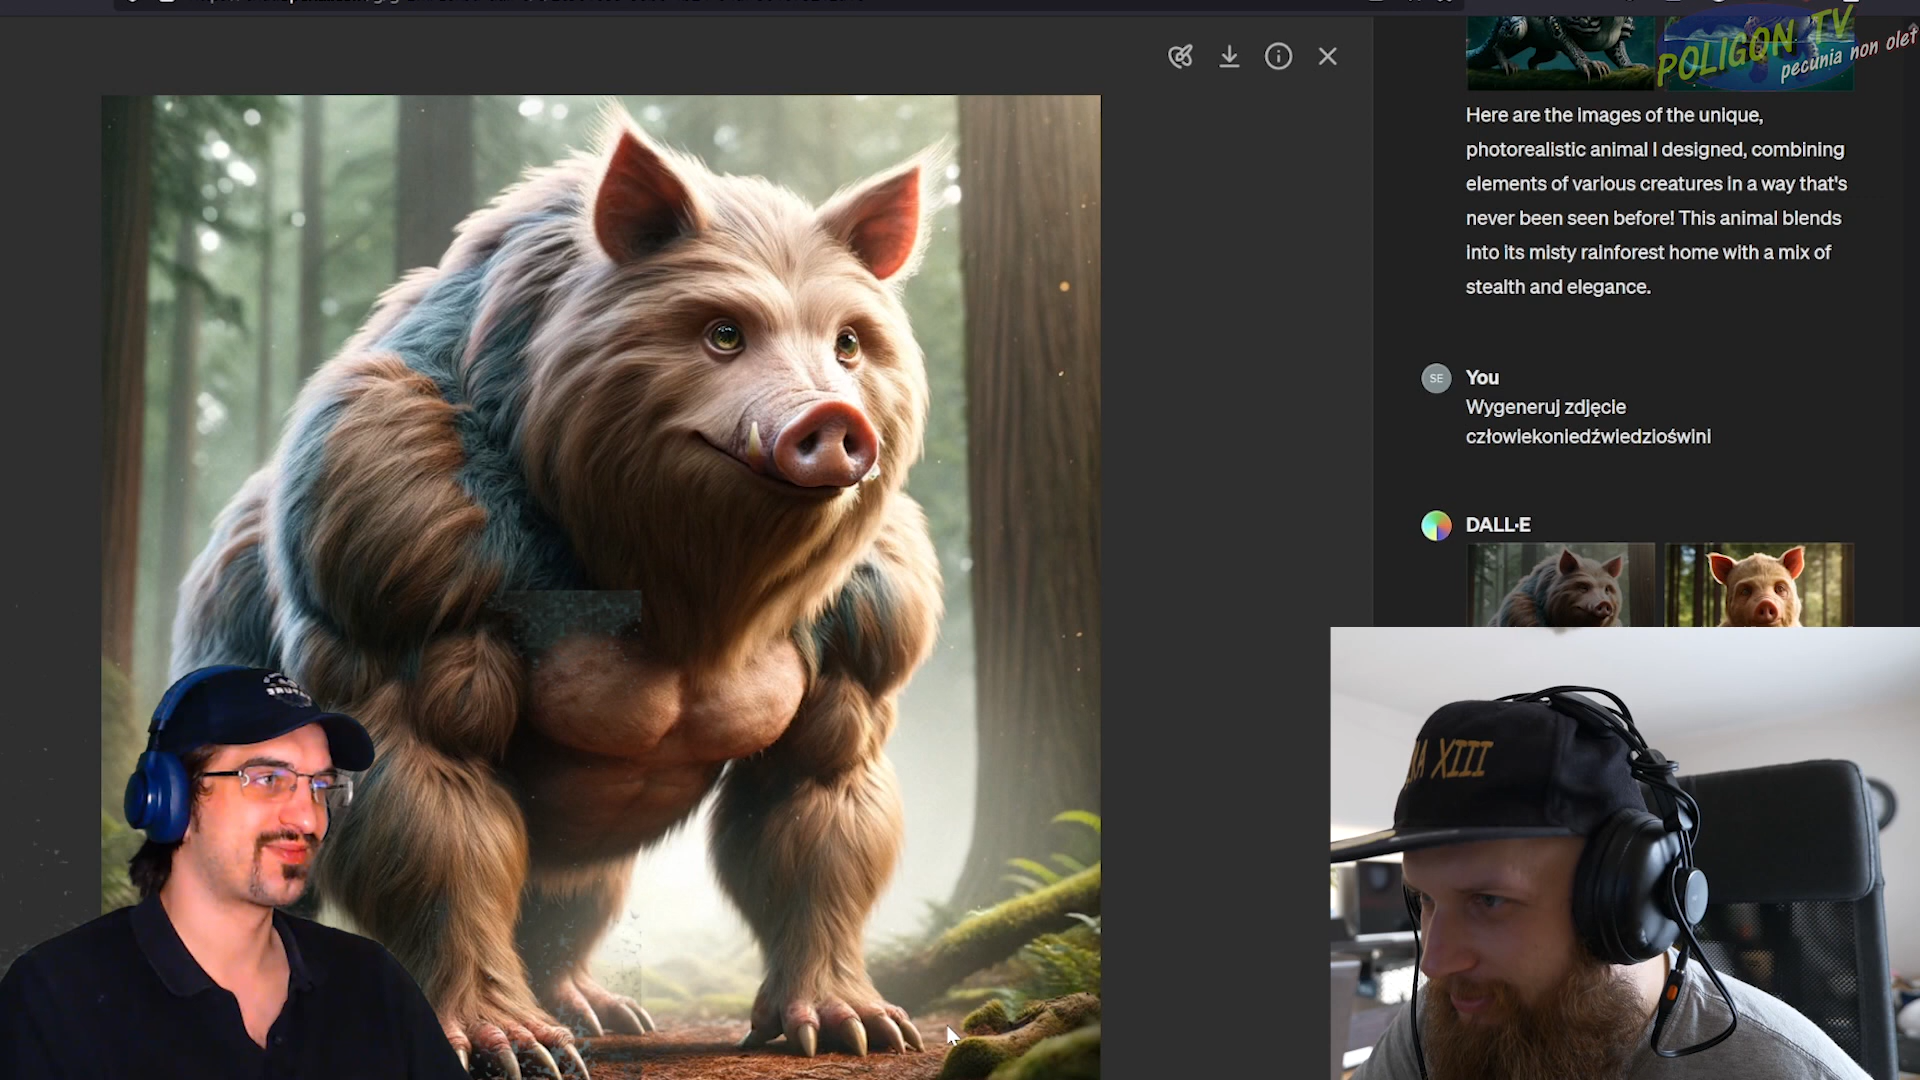 POLIGON TV
pecunia non olet
Here are the images of the unique,
photorealistic animal I designed, combining
elements of various creatures in a way that's
never been seen before! This animal blends
into its misty rainforest home with a mix of
stealth and elegance.
SE
You
Wygeneruj zdjęcie
człowiekoniedźwiedzioświni
DALL·E
XIII